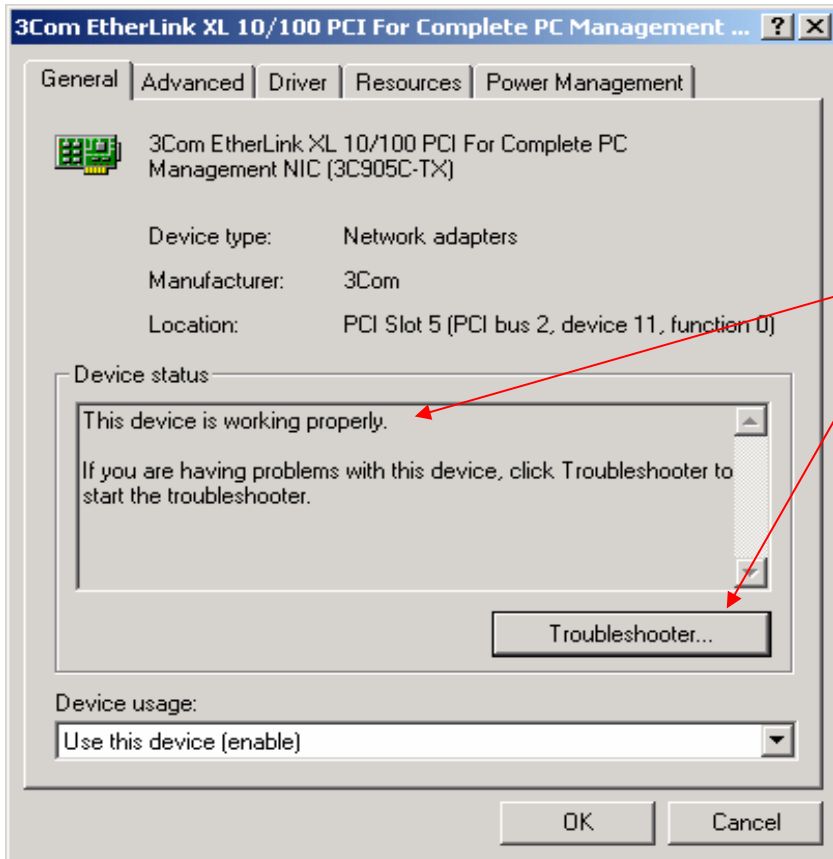 3Com EtherLink XL 10/100 PCI For Complete PC Management ...
General Advanced Driver Resources Power Management
3Com EtherLink XL 10/100 PCI For Complete PC
Management NIC (3C905C-TX)
Device type: Network adapters
Manufacturer: 3Com
Location: PCI Slot 5 (PCI bus 2, device 11, function 0)
Device status
This device is working properly.
If you are having problems with this device, click Troubleshooter to
start the troubleshooter.
Troubleshooter...
Device usage:
Use this device (enable)
OK Cancel